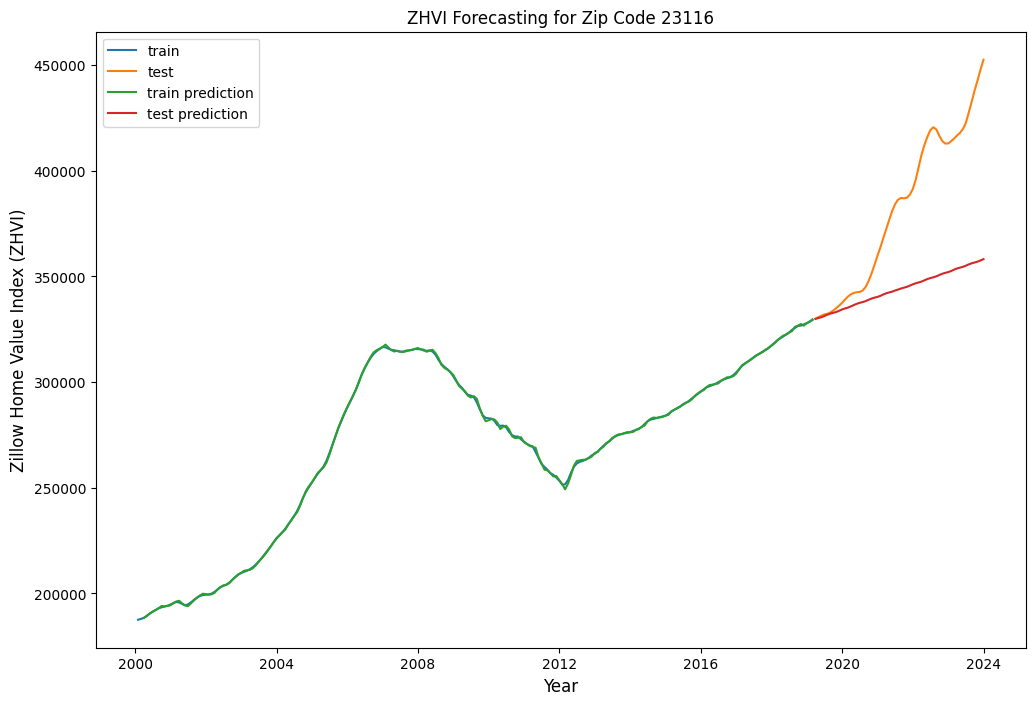 ZHVI Forecasting for Zip Code 23116
train
test
train prediction
test prediction
Zillow Home Value Index (ZHVI)
450000
400000
350000
300000
250000
200000
2000 2004 2008 2012 2016 2020 2024
Year